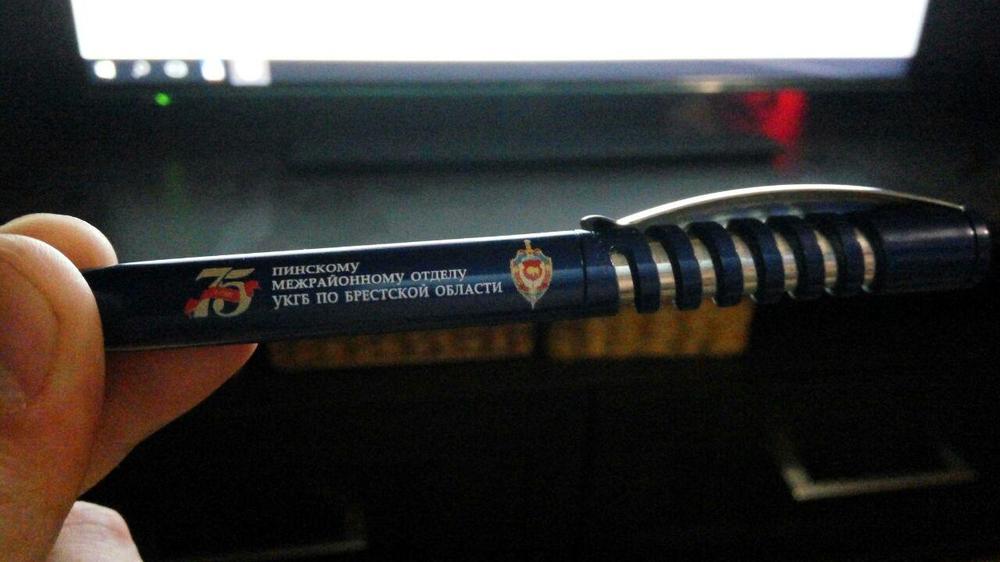 75
ПИНСКОМУ
МЕЖРАЙОННОМУ ОТДЕЛУ
УКГБ ПО БРЕСТСКОЙ ОБЛАСТИ